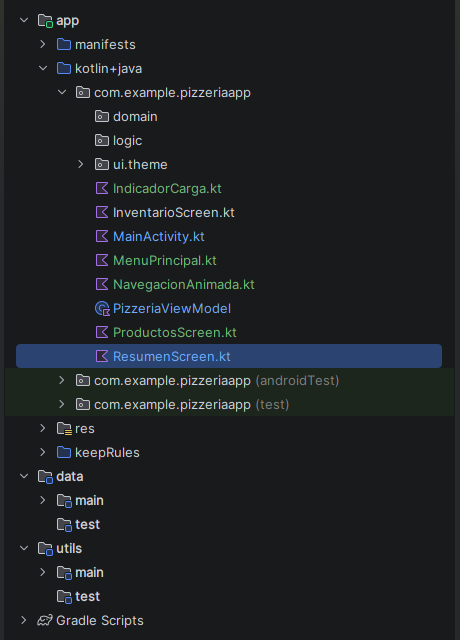 app
manifests
kotlin+java
com.example.pizzeriaapp
domain
logic
ui.theme
IndicadorCarga.kt
InventarioScreen.kt
MainActivity.kt
MenuPrincipal.kt
NavegacionAnimada.kt
PizzeriaViewModel
ProductosScreen.kt
ResumenScreen.kt
com.example.pizzeriaapp (androidTest)
com.example.pizzeriaapp (test)
res
keepRules
data
main
test
utils
main
test
Gradle Scripts